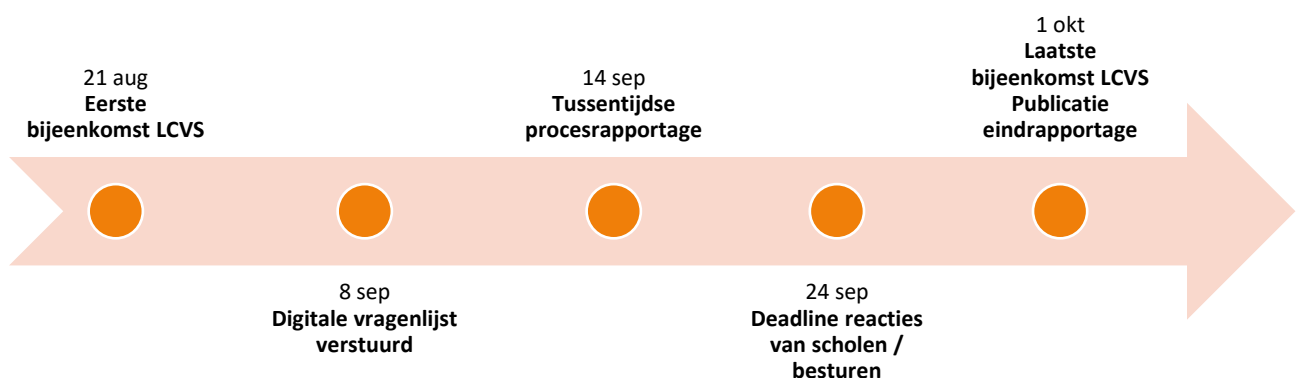 21 aug
Eerste
bijeenkomst LCVS
8 sep
Digitale vragenlijst
verstuurd
14 sep
Tussentijdse
procesrapportage
24 sep
Deadline reacties
van scholen /
besturen
1 okt
Laatste
bijeenkomst LCVS
Publicatie
eindrapportage